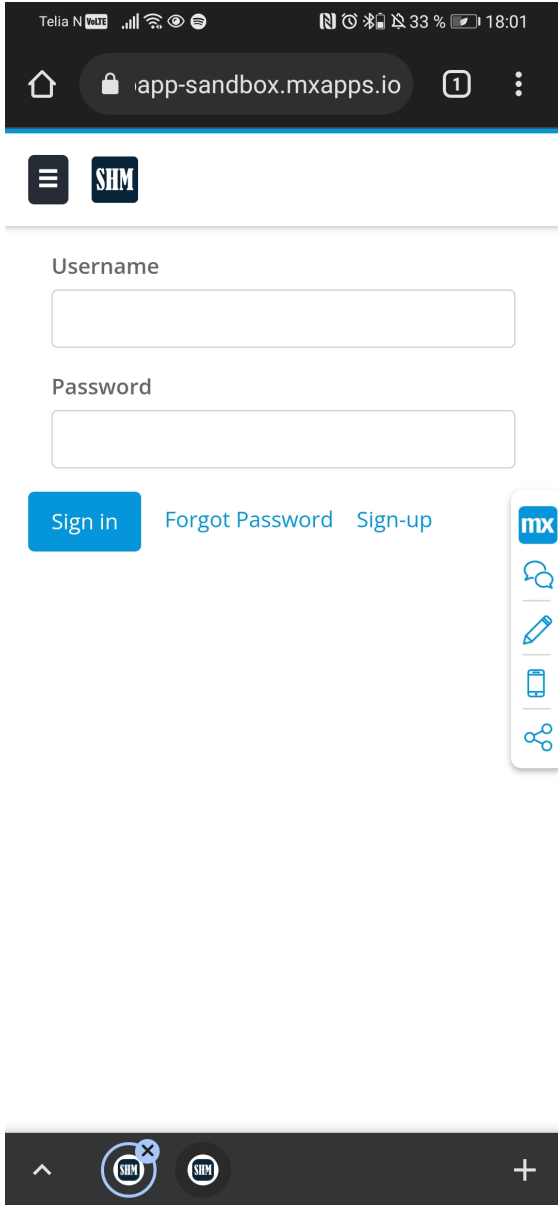 Telia N VoLTE 33 % 18:01
app-sandbox.mxapps.io 1
SHM
Username
Password
Sign in Forgot Password Sign-up
mx
SHM SHM